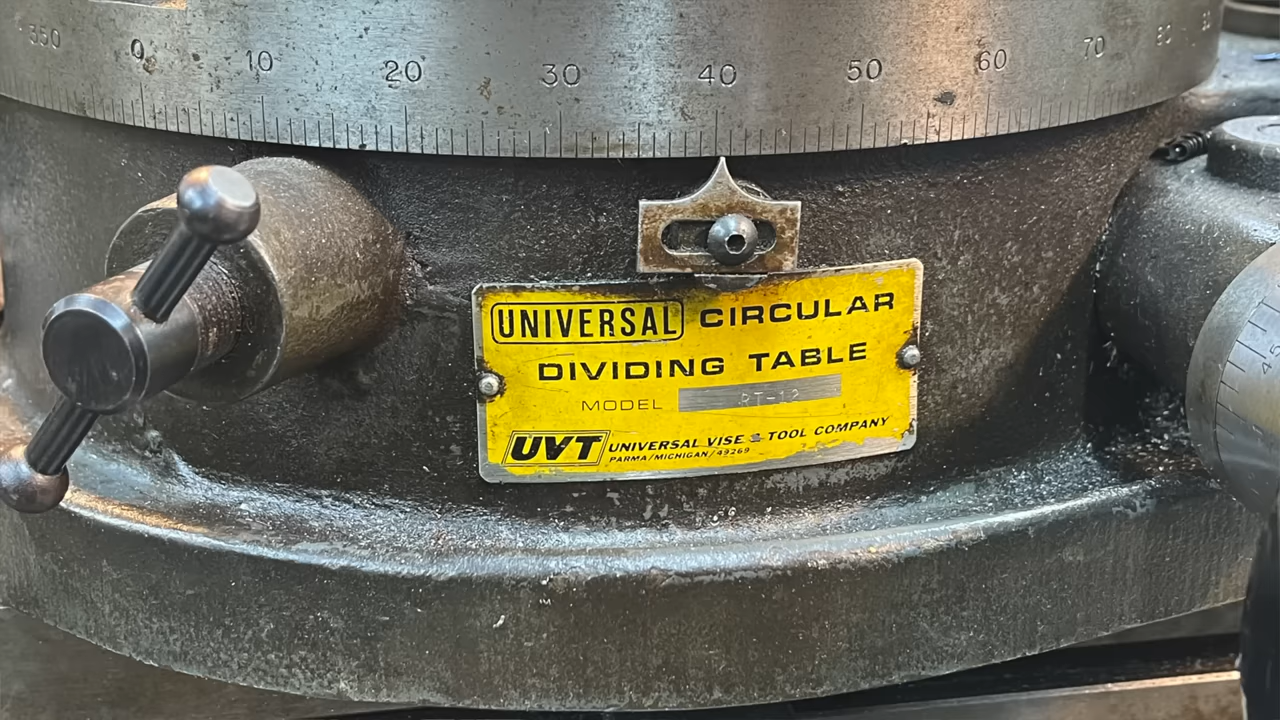 350 0 10 20 30 40 50 60 70 80
UNIVERSAL CIRCULAR
DIVIDING TABLE
MODEL RT-12
UVT UNIVERSAL VISE & TOOL COMPANY
PARMA/MICHIGAN/49269
45